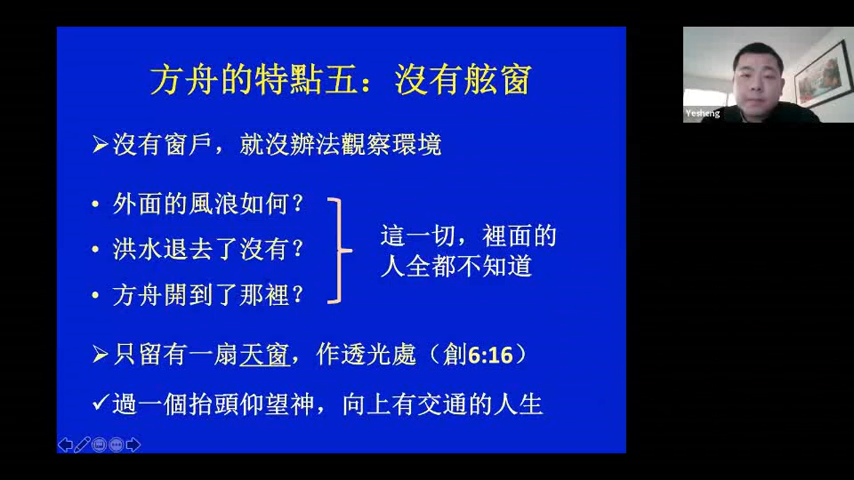 方舟的特點五：沒有舷窗
➢沒有窗戶，就沒辦法觀察環境
• 外面的風浪如何？
• 洪水退去了沒有？
• 方舟開到了那裡？
這一切，裡面的
人全都不知道
➢只留有一扇天窗，作透光處（創6:16）
✓過一個抬頭仰望神，向上有交通的人生
Yesheng